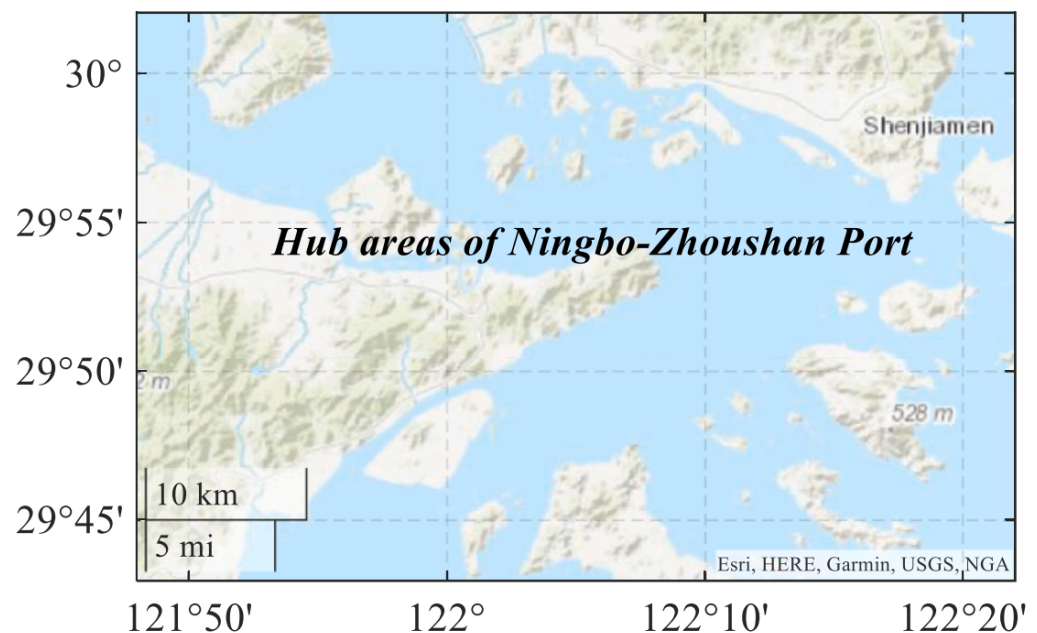 30°
Shenjiamen
29°55'
Hub areas of Ningbo-Zhoushan Port
29°50'
2 m
528 m
10 km
29°45'
5 mi
Esri, HERE, Garmin, USGS, NGA
121°50' 122° 122°10' 122°20'